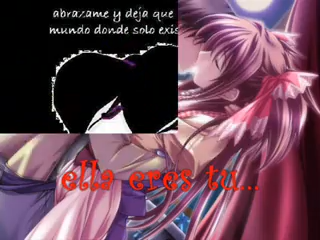 abrazame y deja que
mundo donde solo exis
ella eres tu...